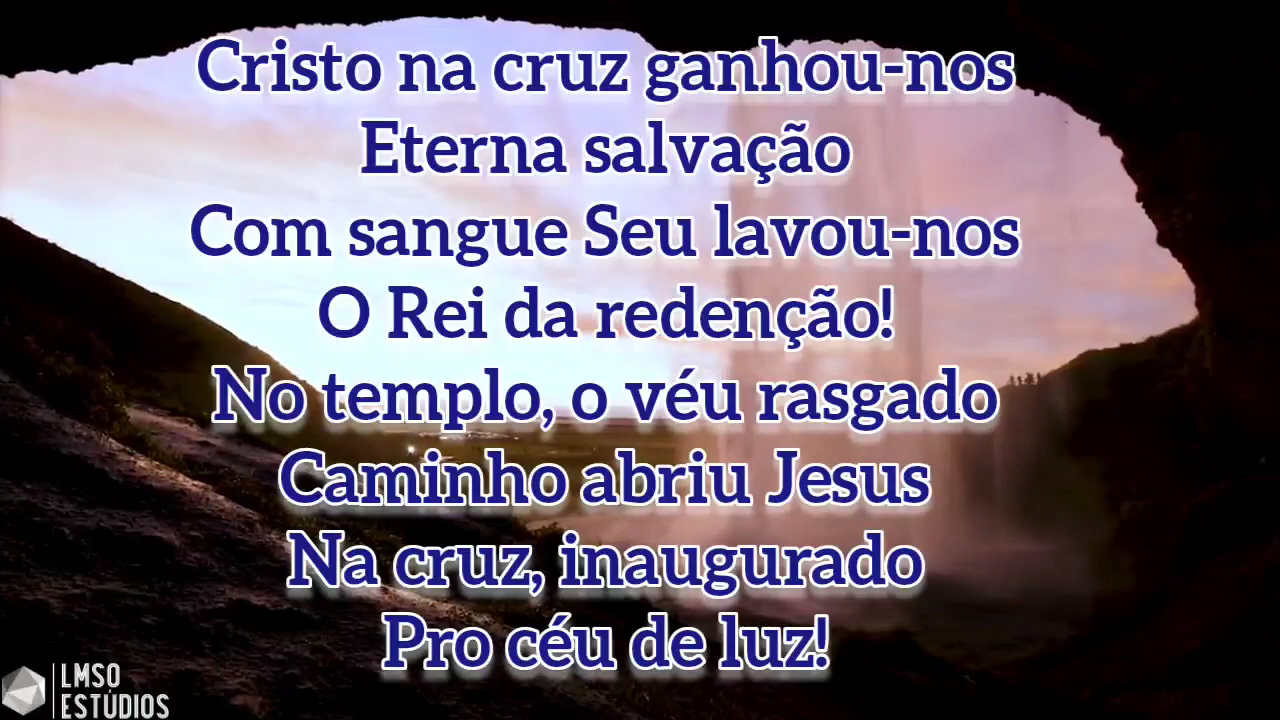 Cristo na cruz ganhou-nos
Eterna salvação
Com sangue Seu lavou-nos
O Rei da redenção!
No templo, o véu rasgado
Caminho abriu Jesus
Na cruz, inaugurado
Pro céu de luz!
LMSO
ESTÚDIOS